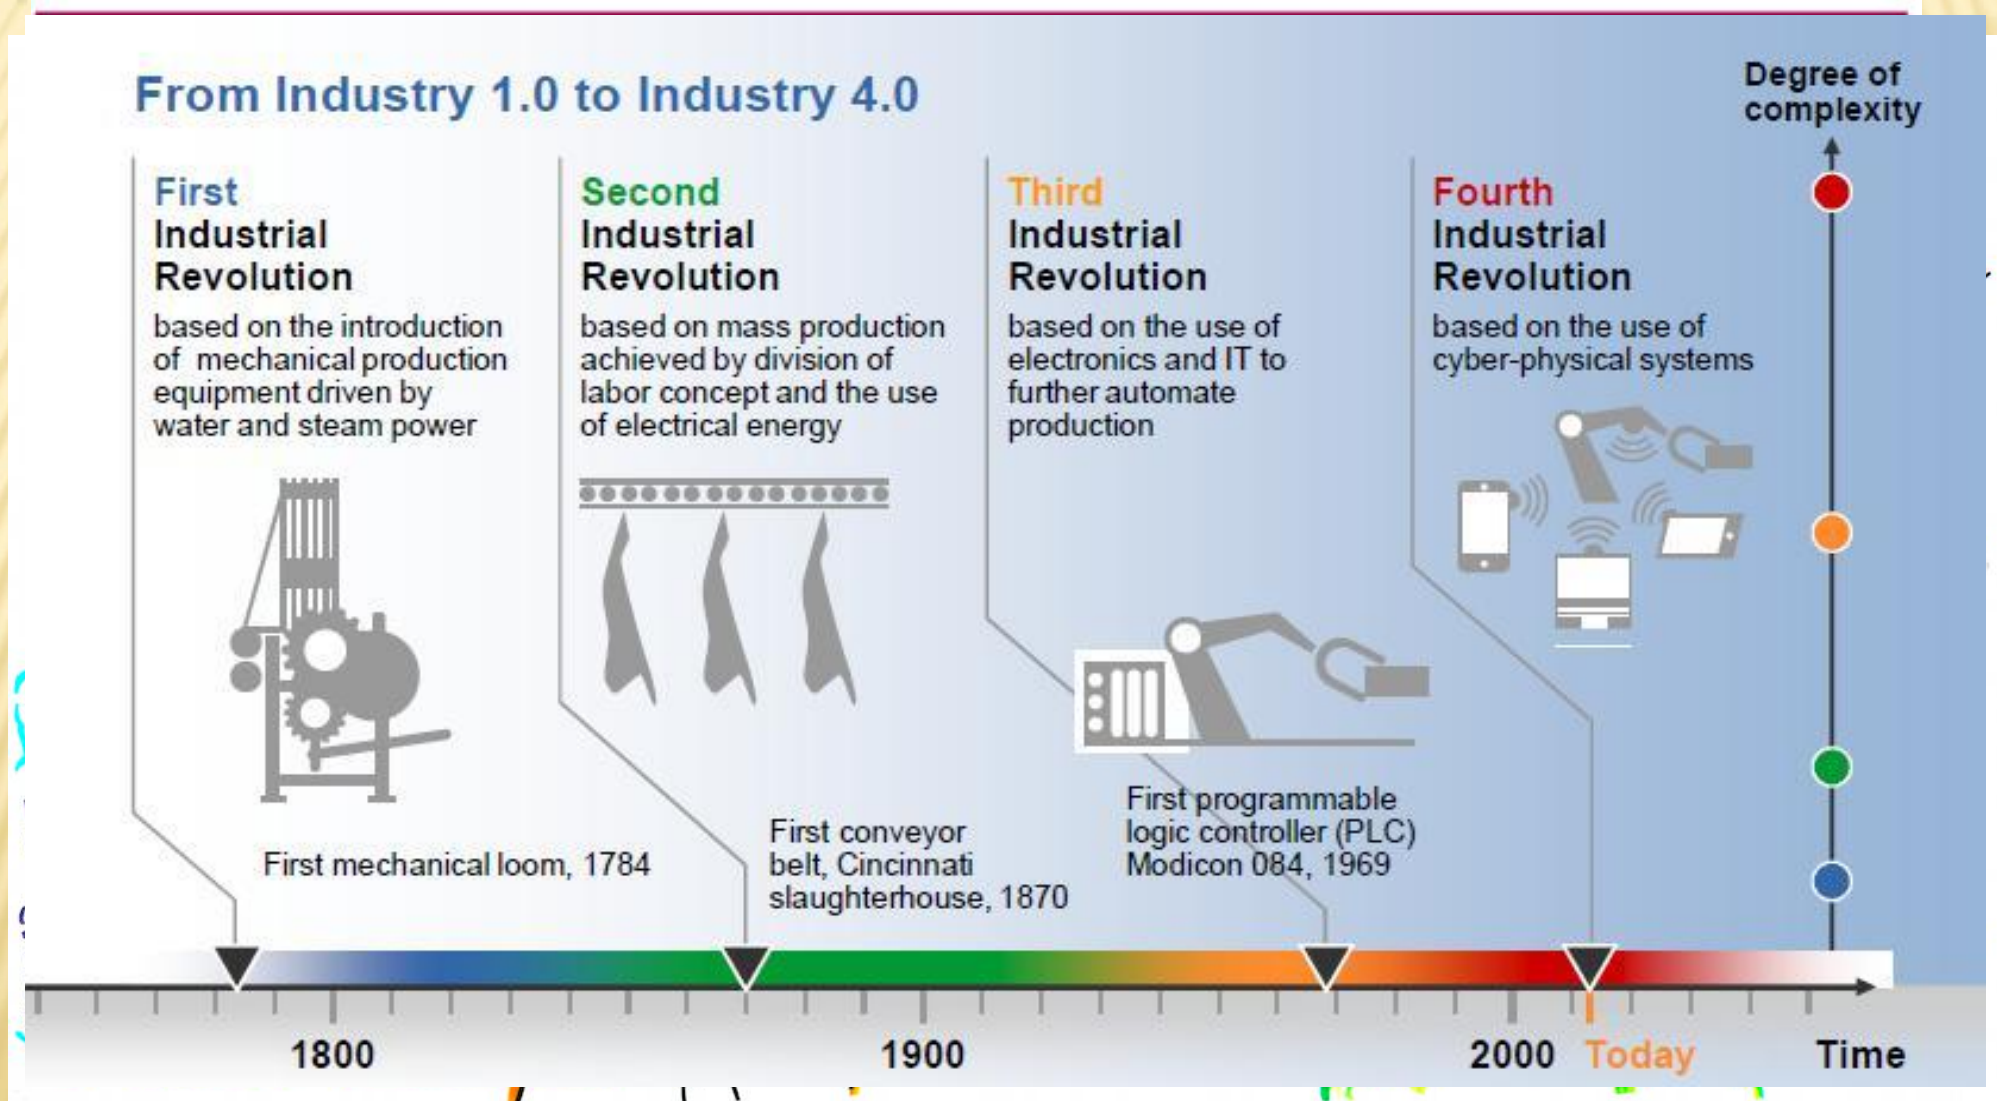 From Industry 1.0 to Industry 4.0
Degree of
complexity
First
Industrial
Revolution
based on the introduction
of mechanical production
equipment driven by
water and steam power
First mechanical loom, 1784
Second
Industrial
Revolution
based on mass production
achieved by division of
labor concept and the use
of electrical energy
First conveyor
belt, Cincinnati
slaughterhouse, 1870
Third
Industrial
Revolution
based on the use of
electronics and IT to
further automate
production
First programmable
logic controller (PLC)
Modicon 084, 1969
Fourth
Industrial
Revolution
based on the use of
cyber-physical systems
1800
1900
2000
Today
Time